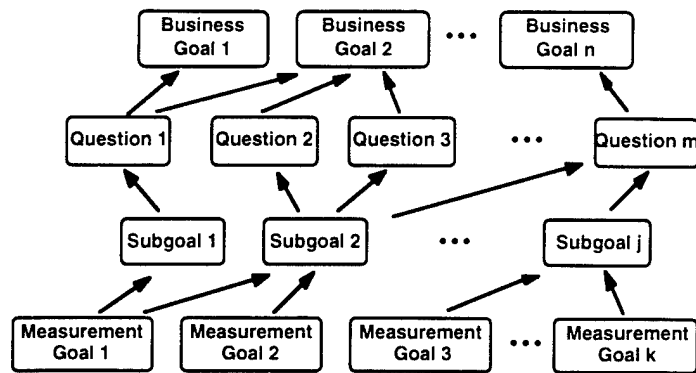 Business
Goal 1
Business
Goal 2
•••
Business
Goal n
Question 1
Question 2
Question 3
•••
Question m
Subgoal 1
Subgoal 2
•••
Subgoal j
Measurement
Goal 1
Measurement
Goal 2
Measurement
Goal 3
•••
Measurement
Goal k